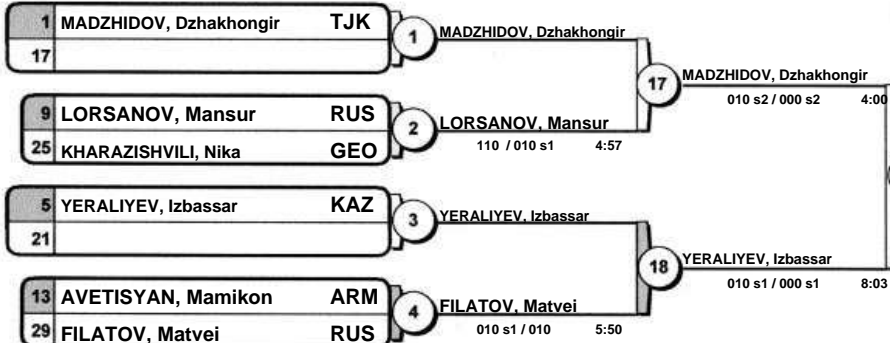 1 MADZHIDOV, Dzhakhongir TJK
17
1
MADZHIDOV, Dzhakhongir
9 LORSANOV, Mansur RUS
25 KHARAZISHVILI, Nika GEO
2
LORSANOV, Mansur
110 / 010 s1 4:57
17
MADZHIDOV, Dzhakhongir
010 s2 / 000 s2 4:00
5 YERALIYEV, Izbassar KAZ
21
3
YERALIYEV, Izbassar
13 AVETISYAN, Mamikon ARM
29 FILATOV, Matvei RUS
4
FILATOV, Matvei
010 s1 / 010 5:50
18
YERALIYEV, Izbassar
010 s1 / 000 s1 8:03